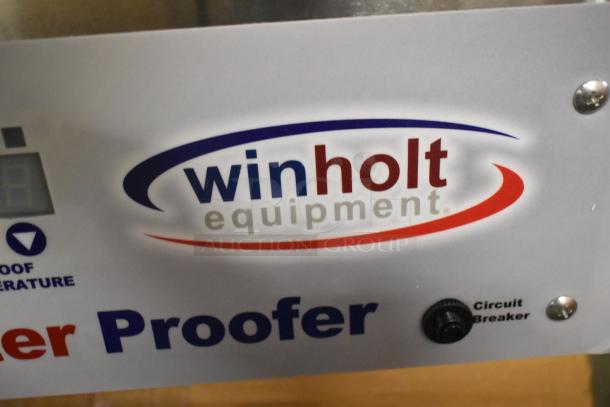 winholt
equipment
AUCTION GROUP
OOF
ERATURE
Circuit
Breaker
er Proofer